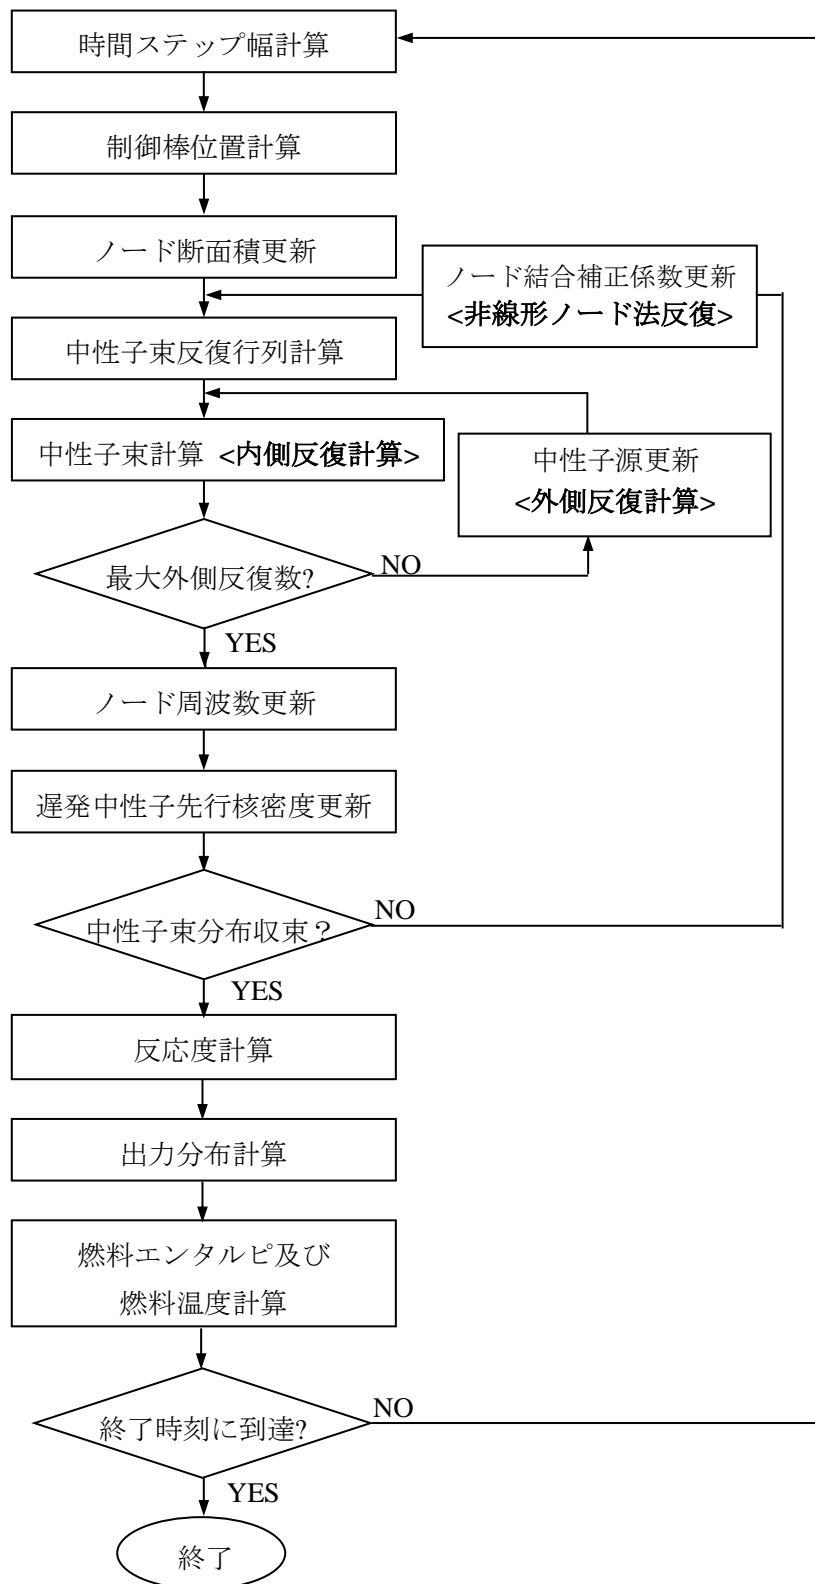 時間ステップ幅計算
制御棒位置計算
ノード断面積更新
ノード結合補正係数更新
<非線形ノード法反復>
中性子束反復行列計算
中性子束計算 <内側反復計算>
中性子源更新
<外側反復計算>
最大外側反復数?
NO
YES
ノード周波数更新
遅発中性子先行核密度更新
中性子束分布収束？
NO
YES
反応度計算
出力分布計算
燃料エンタルピ及び
燃料温度計算
終了時刻に到達?
NO
YES
終了